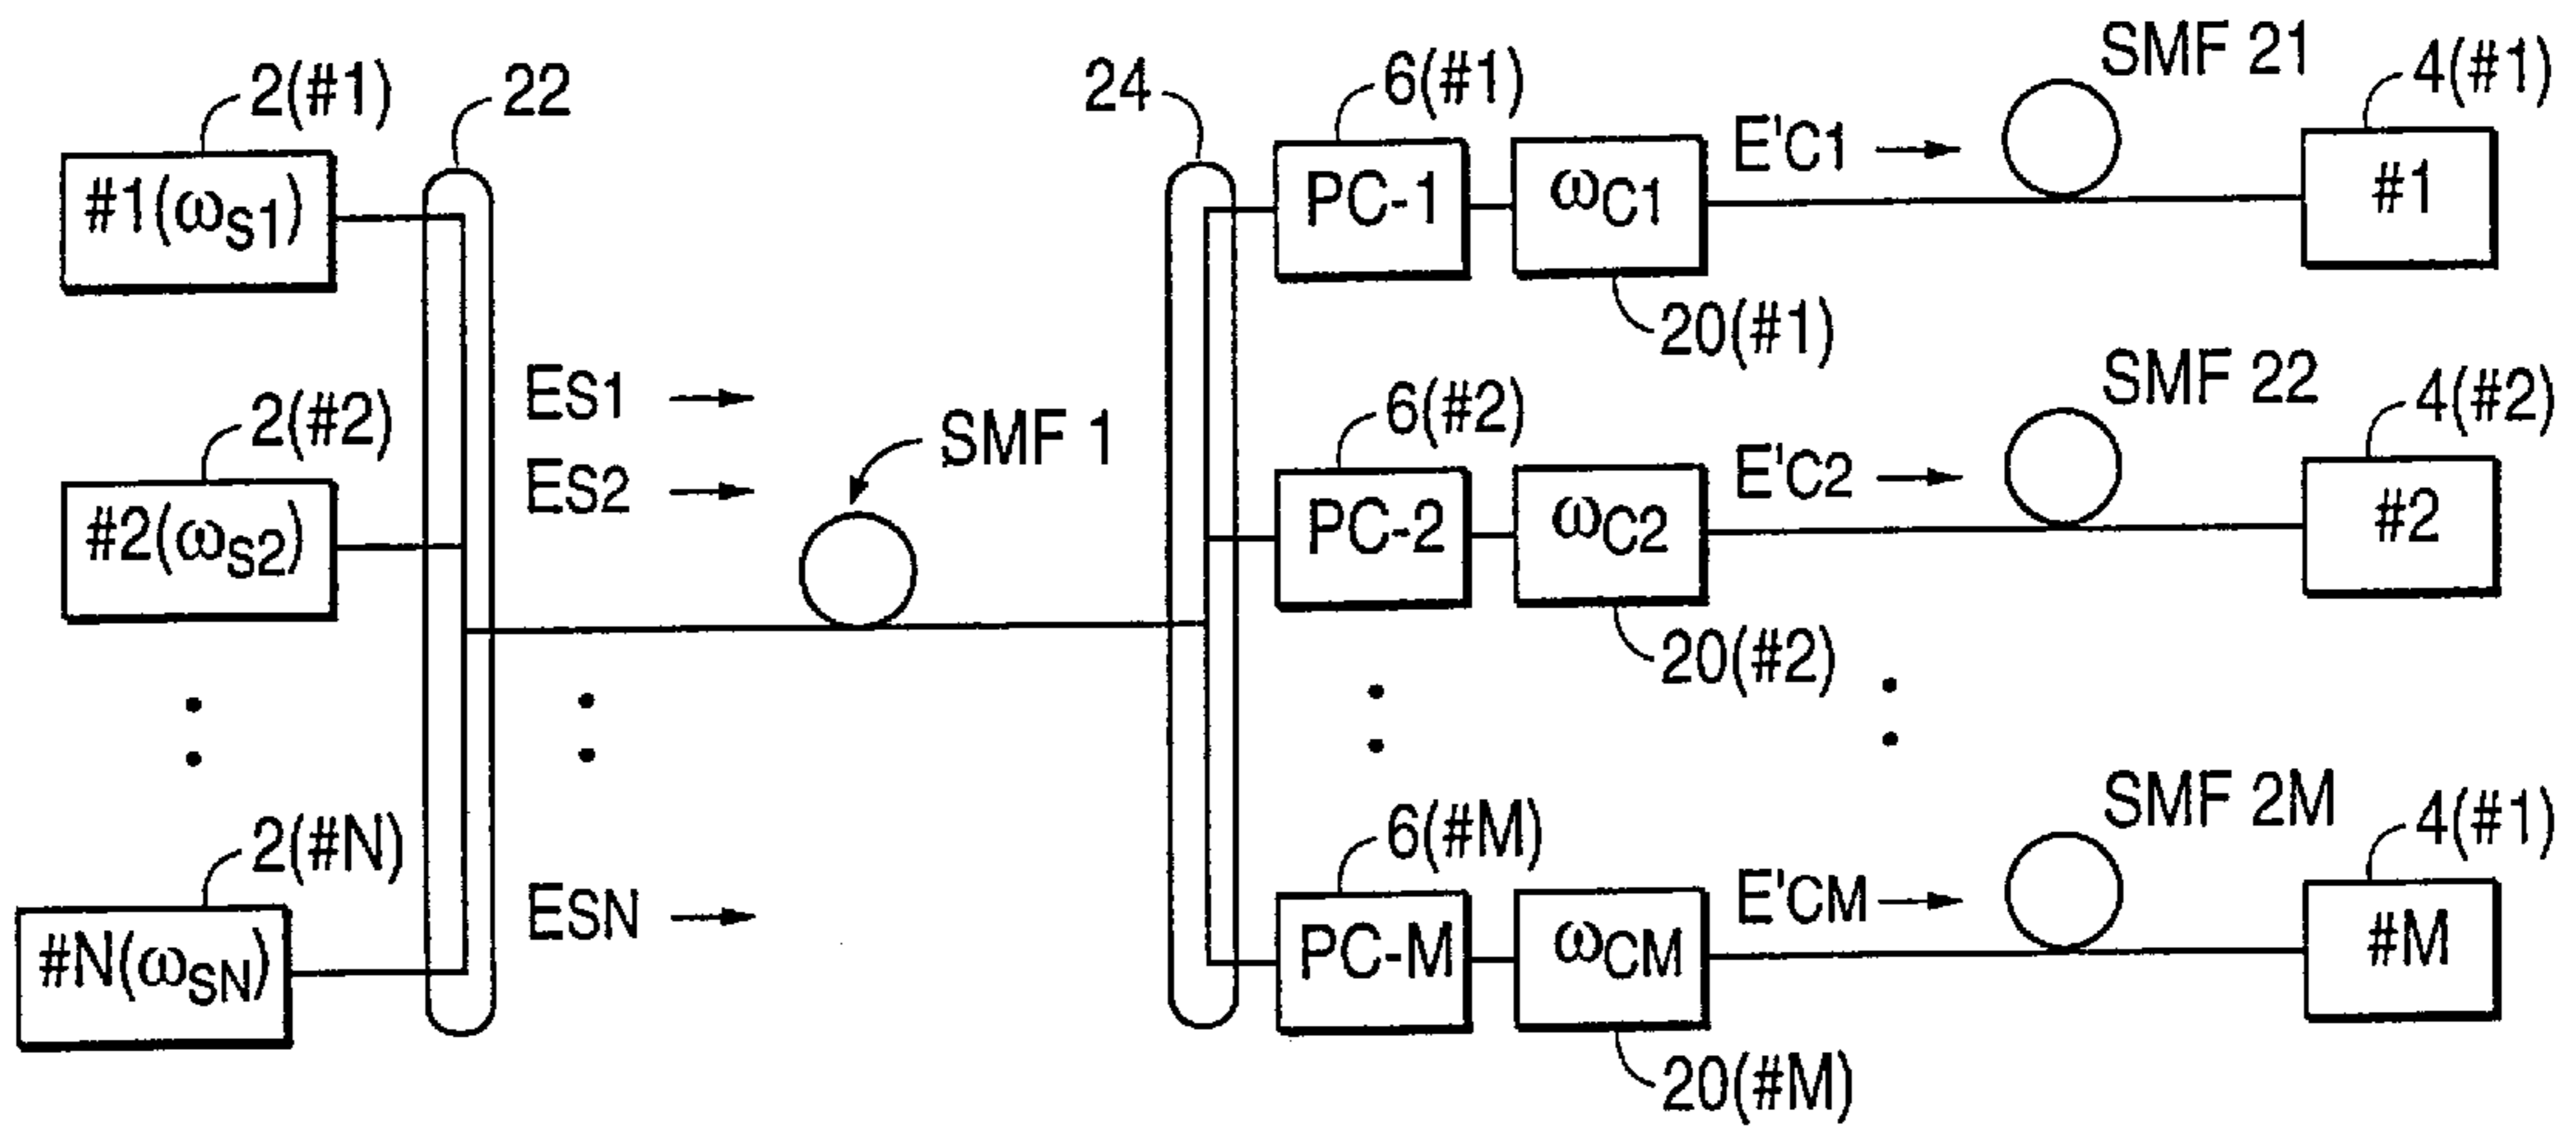 2(#1)
22
24
6(#1)
SMF 21
4(#1)
#1(ωS1)
PC-1
ωC1
E'C1
#1
20(#1)
ES1
SMF 22
2(#2)
6(#2)
4(#2)
SMF 1
ES2
E'C2
#2(ωS2)
PC-2
ωC2
#2
20(#2)
SMF 2M
2(#N)
6(#M)
4(#1)
ESN
E'CM
#N(ωSN)
PC-M
ωCM
#M
20(#M)